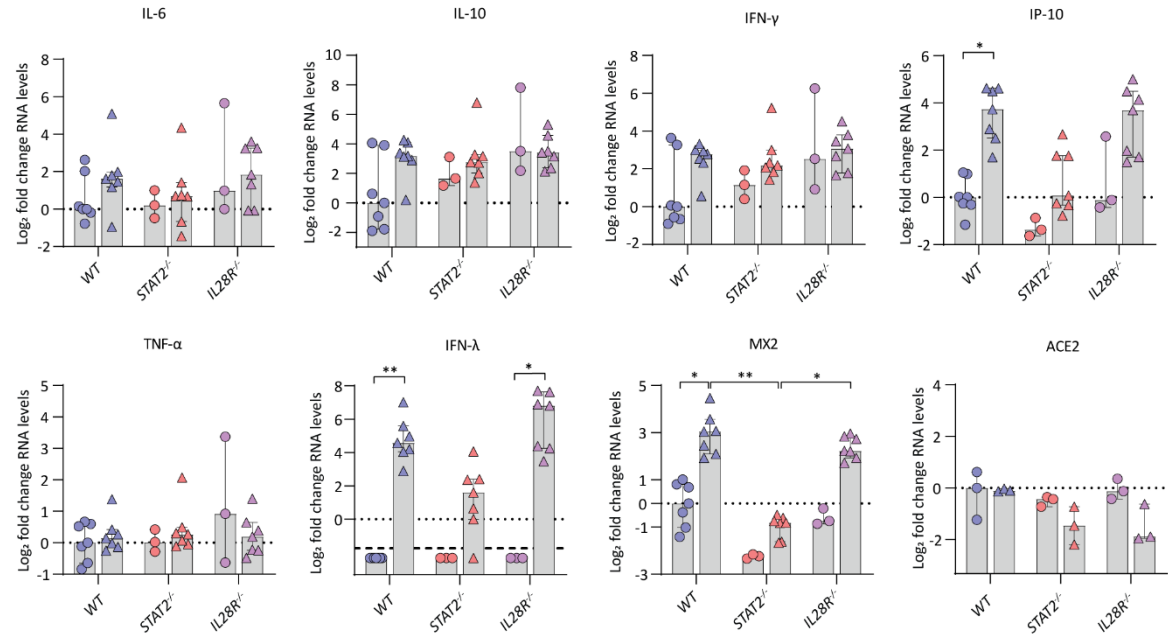 IL-6
IL-10
IFN-γ
IP-10
Log₂ fold change RNA levels
8
6
4
2
0
-2
WT
STAT2⁻/⁻
IL28R⁻/⁻
Log₂ fold change RNA levels
10
8
6
4
2
0
-2
WT
STAT2⁻/⁻
IL28R⁻/⁻
Log₂ fold change RNA levels
8
6
4
2
0
-2
WT
STAT2⁻/⁻
IL28R⁻/⁻
Log₂ fold change RNA levels
6
4
2
0
-2
*
WT
STAT2⁻/⁻
IL28R⁻/⁻
TNF-α
IFN-λ
MX2
ACE2
Log₂ fold change RNA levels
5
4
3
2
1
0
-1
WT
STAT2⁻/⁻
IL28R⁻/⁻
Log₂ fold change RNA levels
8
6
4
2
0
**
*
WT
STAT2⁻/⁻
IL28R⁻/⁻
Log₂ fold change RNA levels
5
3
1
-1
-3
*
**
*
WT
STAT2⁻/⁻
IL28R⁻/⁻
Log₂ fold change RNA levels
4
2
0
-2
WT
STAT2⁻/⁻
IL28R⁻/⁻